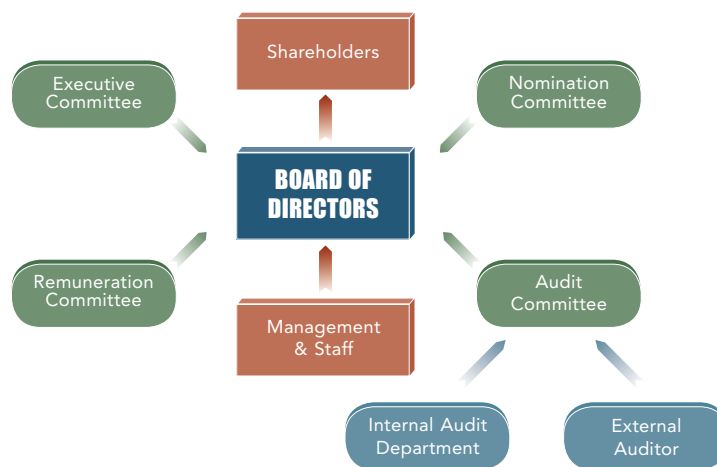 Shareholders
Executive
Committee
Nomination
Committee
BOARD OF
DIRECTORS
Remuneration
Committee
Audit
Committee
Management
& Staff
Internal Audit
Department
External
Auditor